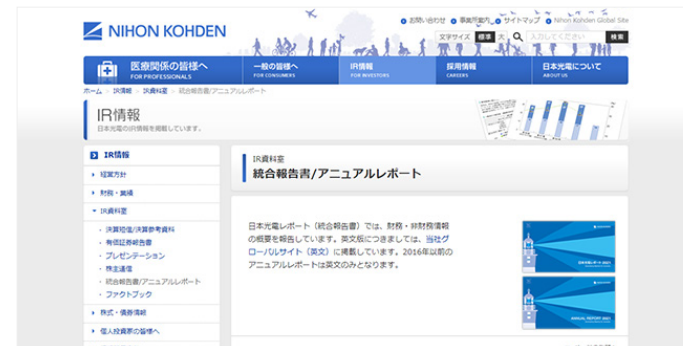 NIHON KOHDEN
お問い合わせ 事業所案内 サイトマップ Nihon Kohden Global Site
文字サイズ 標準 大 入力してください 検索
医療関係の皆様へ
FOR PROFESSIONALS
一般の皆様へ
FOR CONSUMERS
IR情報
FOR INVESTORS
採用情報
CAREERS
日本光電について
ABOUT US
ホーム > IR情報 > IR資料室 > 統合報告書/アニュアルレポート
IR情報
日本光電のIR情報を掲載しています。
IR情報
経営方針
財務・業績
IR資料室
決算短信/決算参考資料
有価証券報告書
プレゼンテーション
株主通信
統合報告書/アニュアルレポート
ファクトブック
株式・債券情報
個人投資家の皆様へ
IR資料室
統合報告書/アニュアルレポート
日本光電レポート（統合報告書）では、財務・非財務情報
の概要を報告しています。英文版につきましては、当社グ
ローバルサイト（英文）に掲載しています。2016年以前の
アニュアルレポートは英文のみとなります。